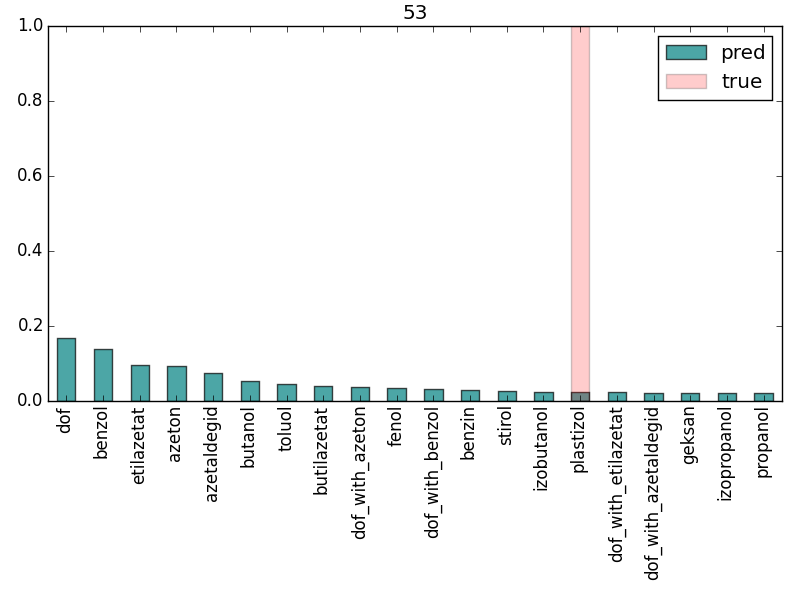 53
1.0
0.8
0.6
0.4
0.2
0.0
pred
true
dof
benzol
etilazetat
azeton
azetaldegid
butanol
toluol
butilazetat
dof_with_azeton
fenol
dof_with_benzol
benzin
stirol
izobutanol
plastizol
dof_with_etilazetat
dof_with_azetaldegid
geksan
izopropanol
propanol